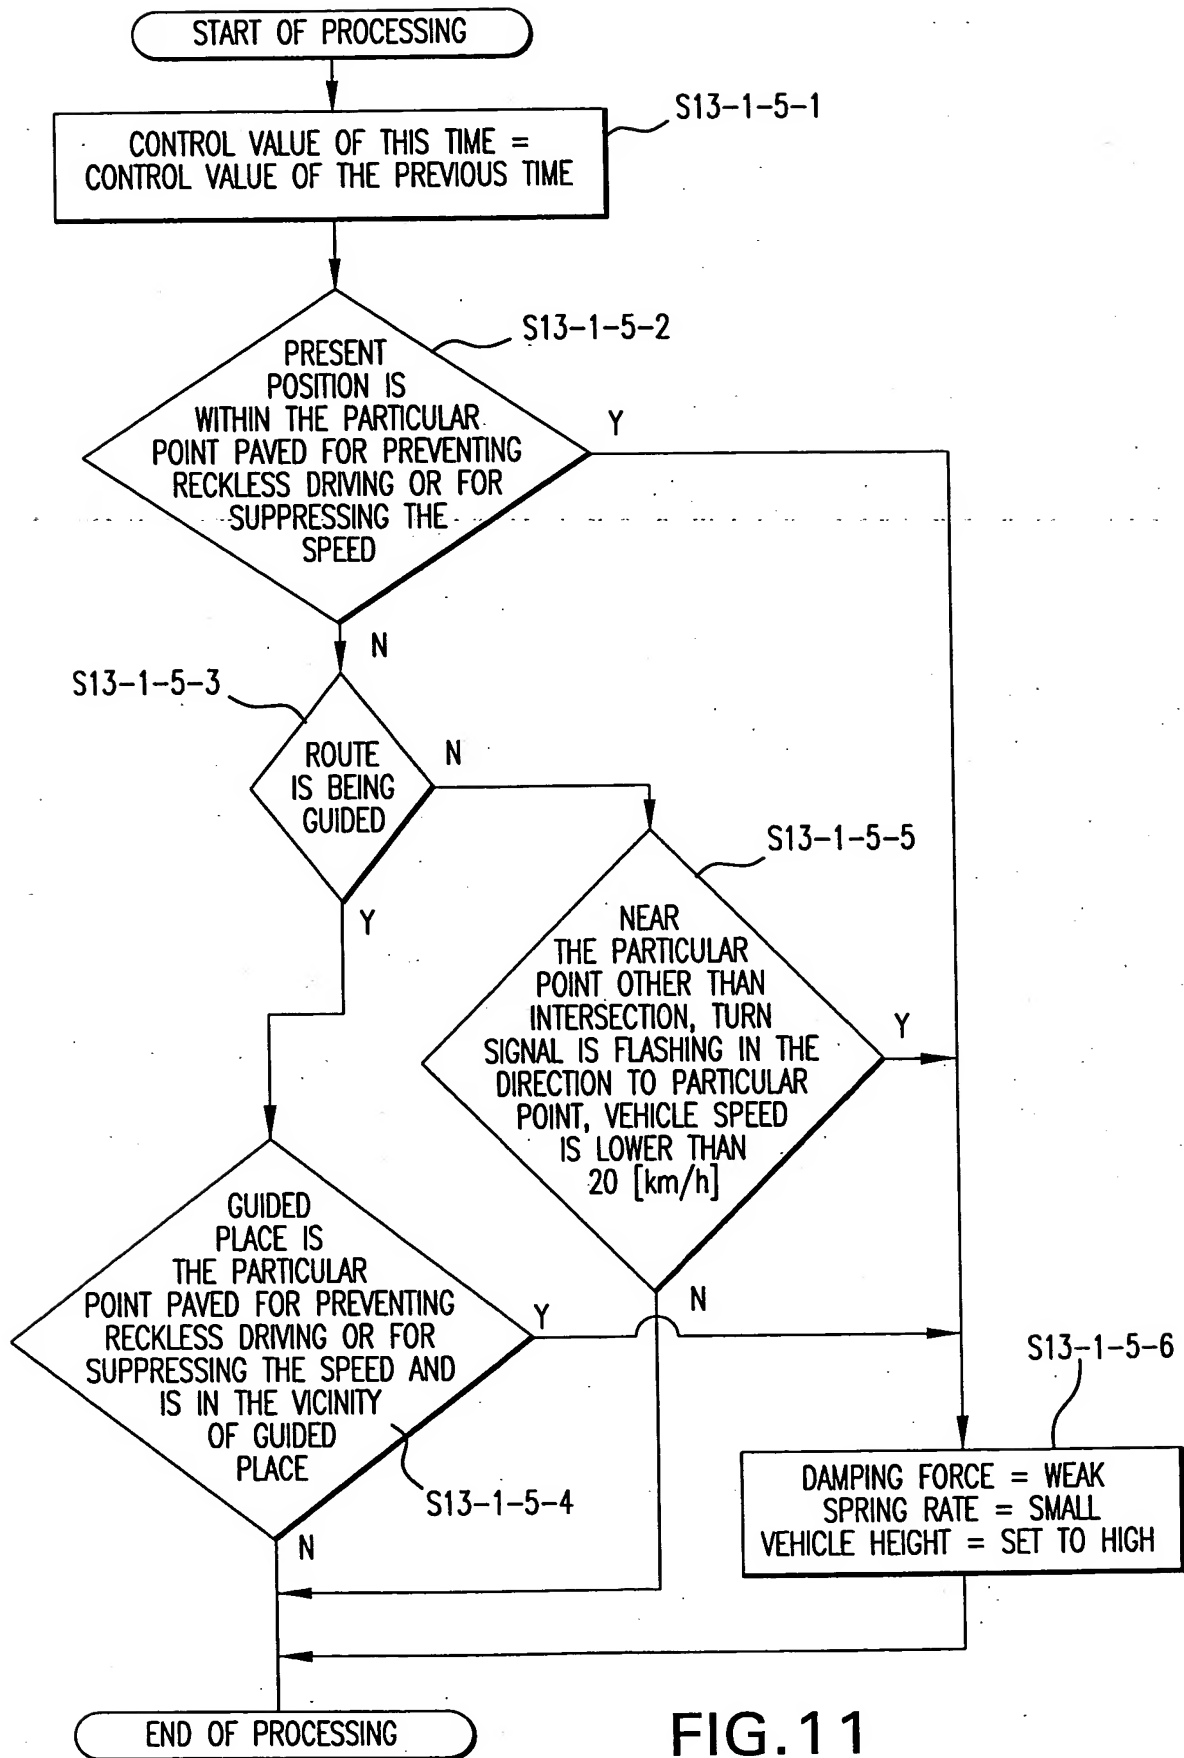 START OF PROCESSING
S13-1-5-1
CONTROL VALUE OF THIS TIME =
CONTROL VALUE OF THE PREVIOUS TIME
S13-1-5-2
PRESENT
POSITION IS
WITHIN THE PARTICULAR
POINT PAVED FOR PREVENTING
RECKLESS DRIVING OR FOR
SUPPRESSING THE
SPEED
Y
N
S13-1-5-3
ROUTE
IS BEING
GUIDED
N
Y
S13-1-5-5
NEAR
THE PARTICULAR
POINT OTHER THAN
INTERSECTION, TURN
SIGNAL IS FLASHING IN THE
DIRECTION TO PARTICULAR
POINT, VEHICLE SPEED
IS LOWER THAN
20 [km/h]
Y
N
GUIDED
PLACE IS
THE PARTICULAR
POINT PAVED FOR PREVENTING
RECKLESS DRIVING OR FOR
SUPPRESSING THE SPEED AND
IS IN THE VICINITY
OF GUIDED
PLACE
Y
S13-1-5-4
N
S13-1-5-6
DAMPING FORCE = WEAK
SPRING RATE = SMALL
VEHICLE HEIGHT = SET TO HIGH
END OF PROCESSING
FIG.11